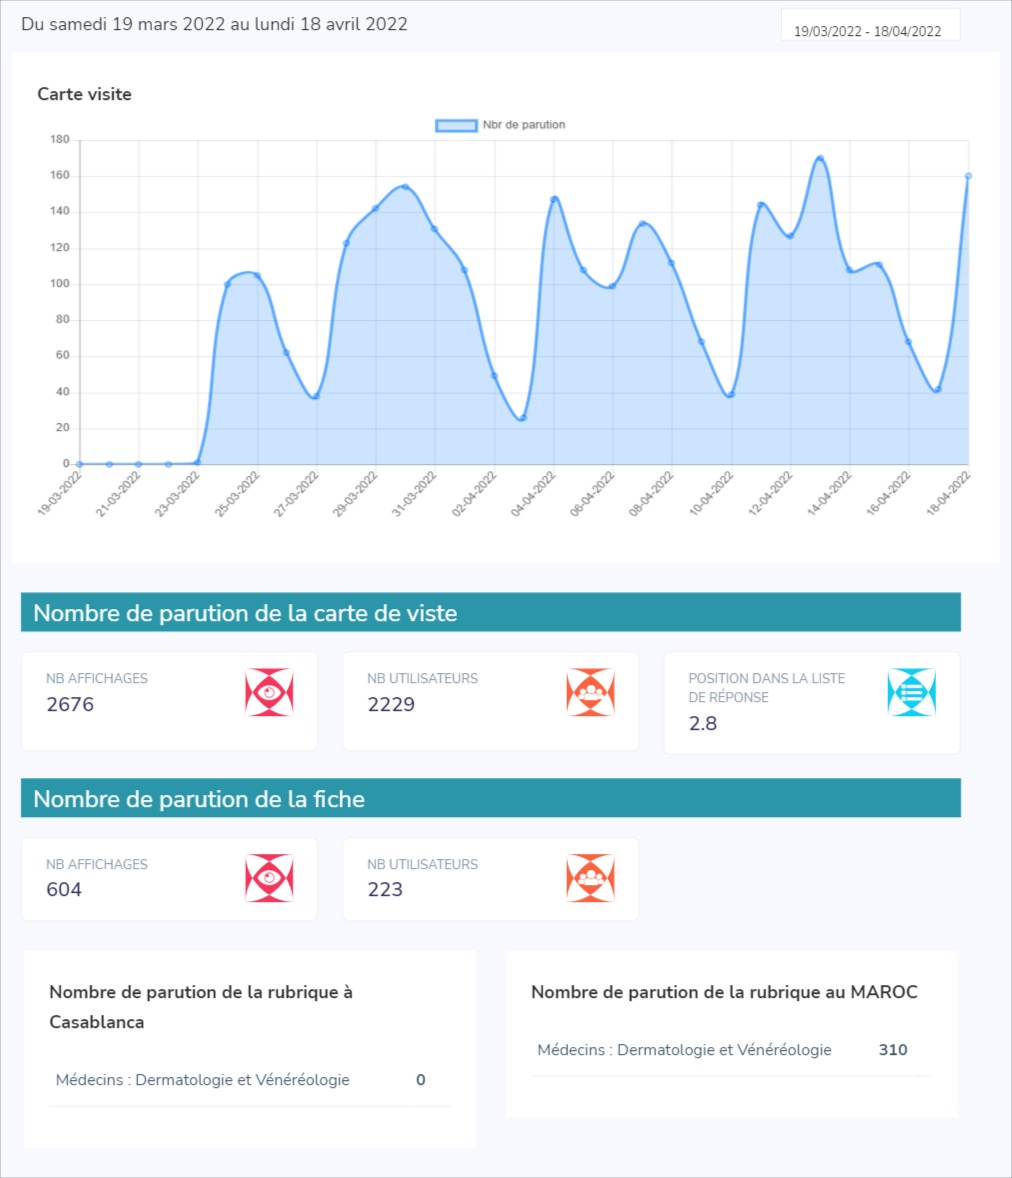 Du samedi 19 mars 2022 au lundi 18 avril 2022
19/03/2022 - 18/04/2022
Carte visite
Nbr de parution
180
160
140
120
100
80
60
40
20
0
19-03-2022
21-03-2022
23-03-2022
25-03-2022
27-03-2022
29-03-2022
31-03-2022
02-04-2022
04-04-2022
06-04-2022
08-04-2022
10-04-2022
12-04-2022
14-04-2022
16-04-2022
18-04-2022
Nombre de parution de la carte de viste
NB AFFICHAGES
2676
NB UTILISATEURS
2229
POSITION DANS LA LISTE
DE RÉPONSE
2.8
Nombre de parution de la fiche
NB AFFICHAGES
604
NB UTILISATEURS
223
Nombre de parution de la rubrique à
Casablanca
Médecins : Dermatologie et Vénéréologie 0
Nombre de parution de la rubrique au MAROC
Médecins : Dermatologie et Vénéréologie 310